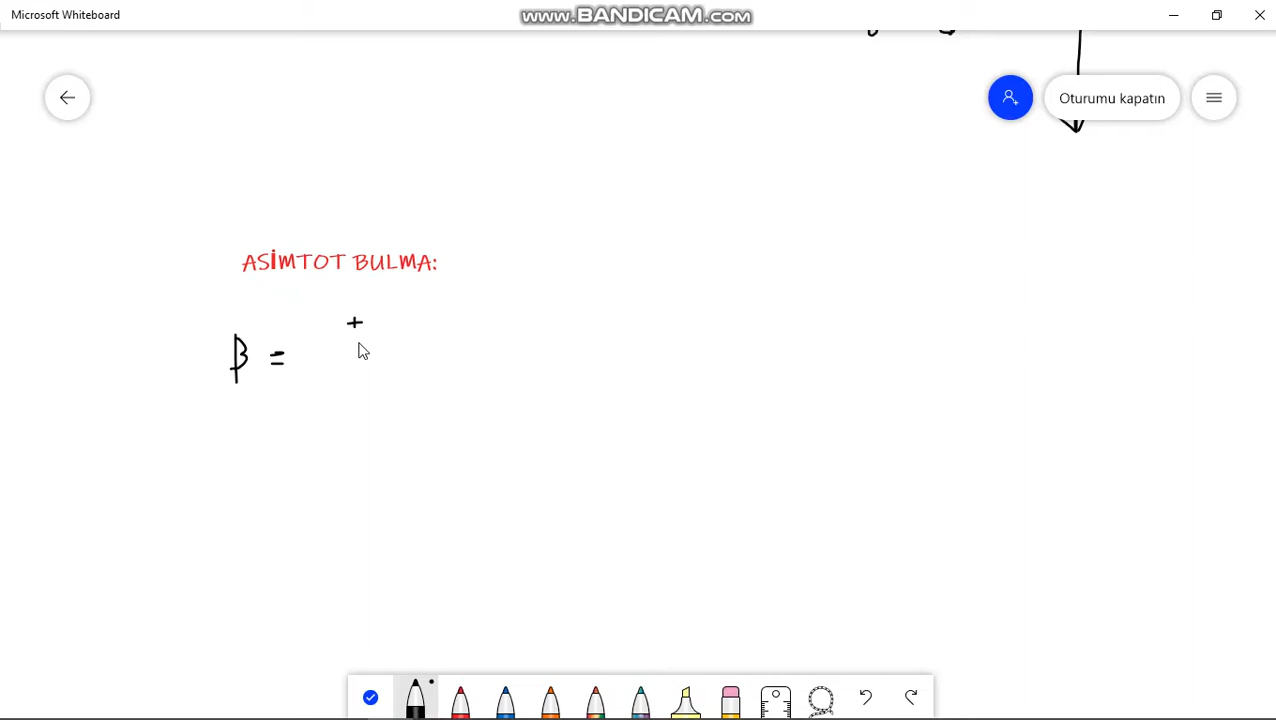 Microsoft Whiteboard
www.BANDICAM.com
Oturumu kapatın
ASİMTOT BULMA:
+
β =